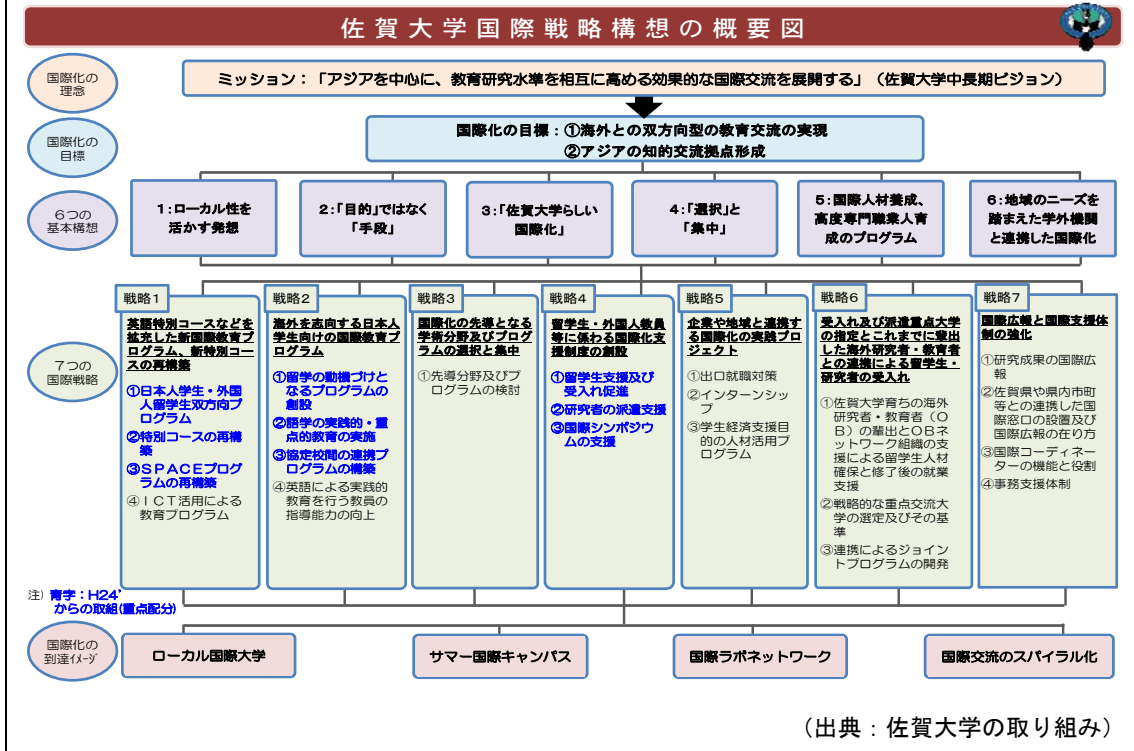 佐賀大学国際戦略構想の概要図
国際化の
理念
ミッション：「アジアを中心に、教育研究水準を相互に高める効果的な国際交流を展開する」（佐賀大学中長期ビジョン）
国際化の
目標
国際化の目標：①海外との双方向型の教育交流の実現
②アジアの知的交流拠点形成
6つの
基本構想
1：ローカル性を
活かす発想
2：「目的」ではなく
「手段」
3：「佐賀大学らしい
国際化」
4：「選択」と
「集中」
5：国際人材養成、
高度専門職業人育
成のプログラム
6：地域のニーズを
踏まえた学外機関
と連携した国際化
7つの
国際戦略
戦略1
英語特別コースなどを
拡充した新国際教育プ
ログラム、新特別コー
スの再構築
①日本人学生・外国
人留学生双方向プ
ログラム
②特別コースの再構
築
③ＳＰＡＣＥプログ
ラムの再構築
④ＩＣＴ活用による
教育プログラム
戦略2
海外を志向する日本人
学生向けの国際教育プ
ログラム
①留学の動機づけと
なるプログラムの
創設
②語学の実践的・重
点的教育の実施
③協定校間の連携プ
ログラムの構築
④英語による実践的
教育を行う教員の
指導能力の向上
戦略3
国際化の先導となる
学術分野及びプログ
ラムの選択と集中
①先導分野及びプ
ログラムの検討
戦略4
留学生・外国人教員
等に係わる国際化支
援制度の創設
①留学生支援及び
受入れ促進
②研究者の派遣支援
③国際シンポジウ
ムの支援
戦略5
企業や地域と連携す
る国際化の実践プロ
ジェクト
①出口就職対策
②インターンシッ
プ
③学生経済支援目
的の人材活用プ
ログラム
戦略6
受入れ及び派遣重点大学
の指定とこれまでに輩出
した海外研究者・教育者
との連携による留学生・
研究者の受入れ
①佐賀大学育ちの海外
研究者・教育者（Ｏ
Ｂ）の輩出とＯＢネ
ットワーク組織の支
援による留学生人材
確保と修了後の就業
支援
②戦略的な重点交流大
学の選定及びその基
準
③連携によるジョイン
トプログラムの開発
戦略7
国際広報と国際支援体
制の強化
①研究成果の国際広
報
②佐賀県や県内市町
等との連携した国
際窓口の設置及び
国際広報の在り方
③国際コーディネー
ターの機能と役割
④事務支援体制
注) 青字：H24’
からの取組(重点配分)
国際化の
到達ｲﾒｰｼﾞ
ローカル国際大学
サマー国際キャンパス
国際ラボネットワーク
国際交流のスパイラル化
（出典：佐賀大学の取り組み）